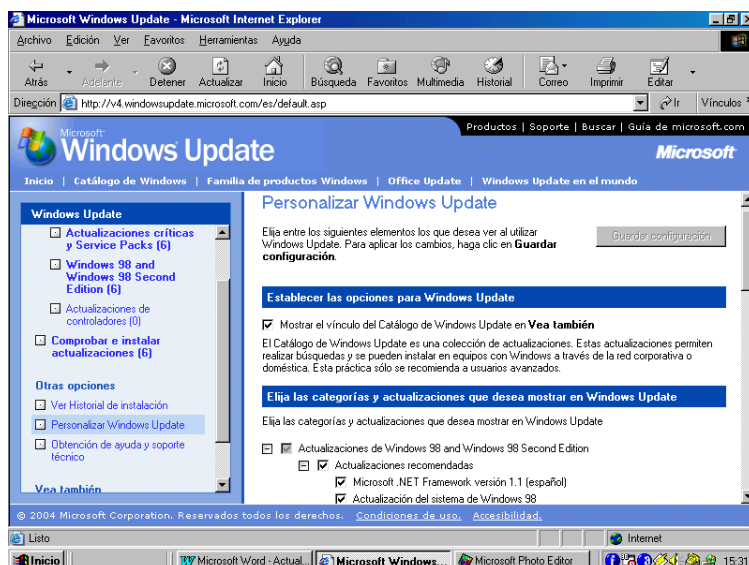 Microsoft Windows Update - Microsoft Internet Explorer
Archivo Edición Ver Favoritos Herramientas Ayuda
Atrás Adelante Detener Actualizar Inicio Búsqueda Favoritos Multimedia Historial Correo Imprimir Editar
Dirección http://v4.windowsupdate.microsoft.com/es/default.asp Ir Vínculos
Productos | Soporte | Buscar | Guía de microsoft.com
Microsoft
Windows Update
Microsoft
Inicio | Catálogo de Windows | Familia de productos Windows | Office Update | Windows Update en el mundo
Windows Update
Actualizaciones críticas
y Service Packs (6)
Windows 98 and
Windows 98 Second
Edition (6)
Actualizaciones de
controladores (0)
Comprobar e instalar
actualizaciones (6)
Otras opciones
Ver Historial de instalación
Personalizar Windows Update
Obtención de ayuda y soporte
técnico
Vea también
Personalizar Windows Update
Elija entre los siguientes elementos los que desea ver al utilizar
Windows Update. Para aplicar los cambios, haga clic en Guardar
configuración.
Guardar configuración
Establecer las opciones para Windows Update
Mostrar el vínculo del Catálogo de Windows Update en Vea también
El Catálogo de Windows Update es una colección de actualizaciones. Estas actualizaciones permiten
realizar búsquedas y se pueden instalar en equipos con Windows a través de la red corporativa o
doméstica. Esta práctica sólo se recomienda a usuarios avanzados.
Elija las categorías y actualizaciones que desea mostrar en Windows Update
Elija las categorías y actualizaciones que desea mostrar en Windows Update
Actualizaciones de Windows 98 and Windows 98 Second Edition
Actualizaciones recomendadas
Microsoft .NET Framework versión 1.1 (español)
Actualización del sistema de Windows 98
© 2004 Microsoft Corporation. Reservados todos los derechos. Condiciones de uso. Accesibilidad.
Listo Internet
Inicio Microsoft Word - Actual... Microsoft Windows... Microsoft Photo Editor 15:31